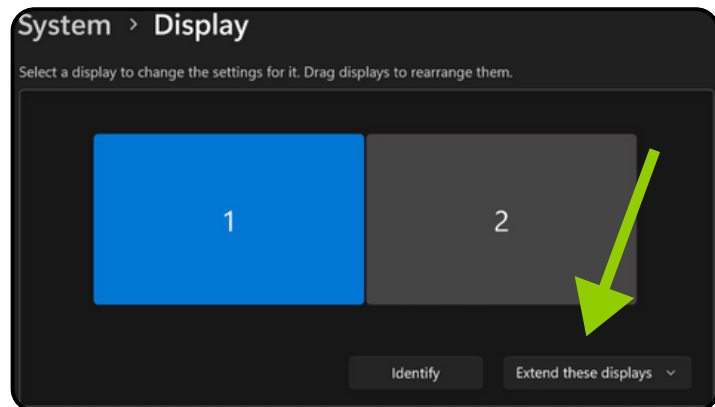 System > Display
Select a display to change the settings for it. Drag displays to rearrange them.
1 2
Identify Extend these displays